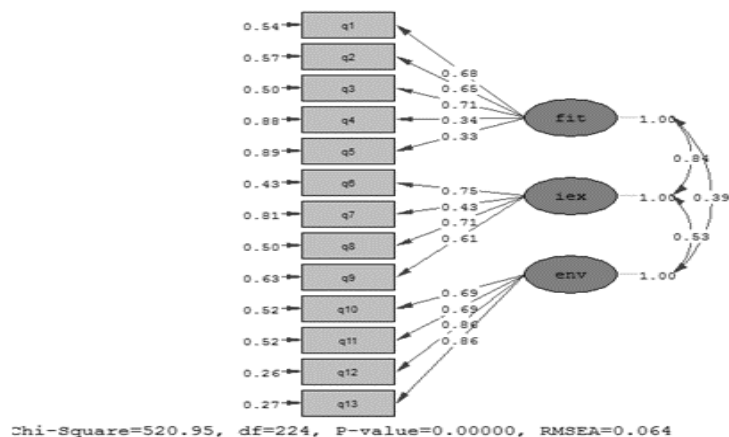 0.54 q1
0.57 q2
0.68
0.50 q3
0.65
0.71
0.88 q4
0.34
fit 1.00
0.89 q5
0.33
0.84
0.43 q6
0.75
0.81 q7
0.43
iex 1.00
0.39
0.50 q8
0.71
0.61
0.53
0.63 q9
env 1.00
0.52 q10
0.69
0.69
0.52 q11
0.86
0.86
0.26 q12
0.27 q13
Chi-Square=520.95, df=224, P-value=0.00000, RMSEA=0.064